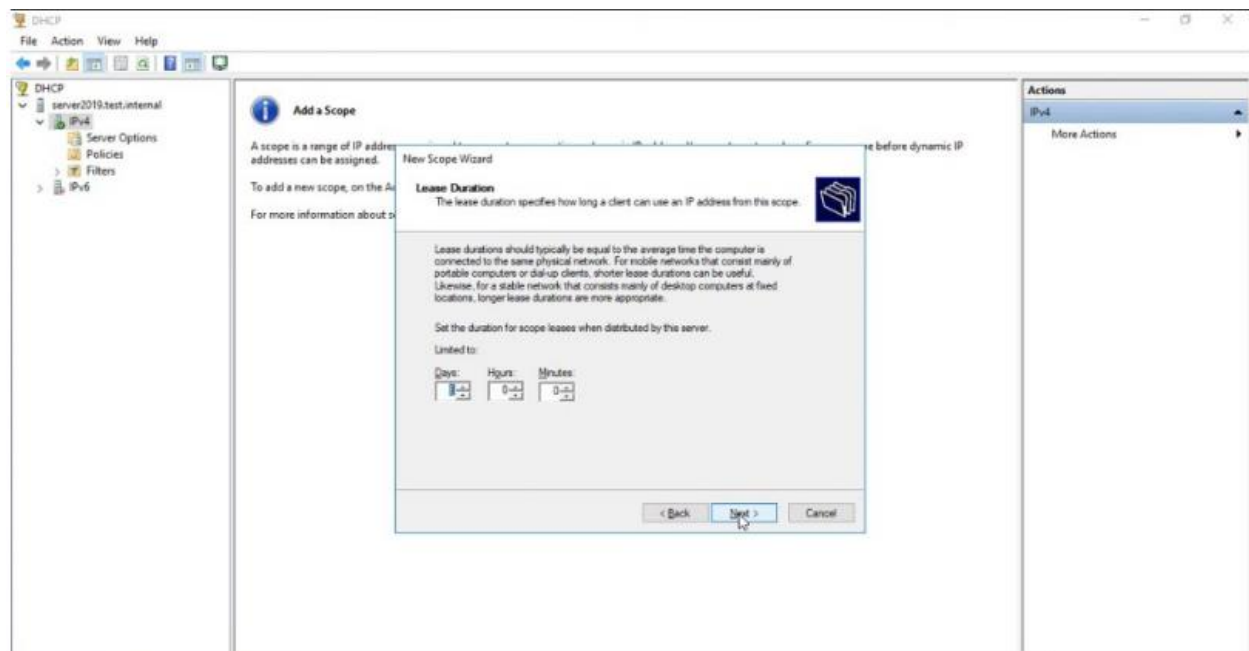 DHCP
File Action View Help
DHCP
server2019.test.internal
IPv4
Server Options
Policies
Filters
IPv6
Add a Scope
A scope is a range of IP addres
e before dynamic IP
addresses can be assigned.
To add a new scope, on the A
For more information about s
New Scope Wizard
Lease Duration
The lease duration specifies how long a client can use an IP address from this scope.
Lease durations should typically be equal to the average time the computer is
connected to the same physical network. For mobile networks that consist mainly of
portable computers or dial-up clients, shorter lease durations can be useful.
Likewise, for a stable network that consists mainly of desktop computers at fixed
locations, longer lease durations are more appropriate.
Set the duration for scope leases when distributed by this server.
Limited to:
Days: Hours: Minutes:
0 0
< Back Next > Cancel
Actions
IPv4
More Actions